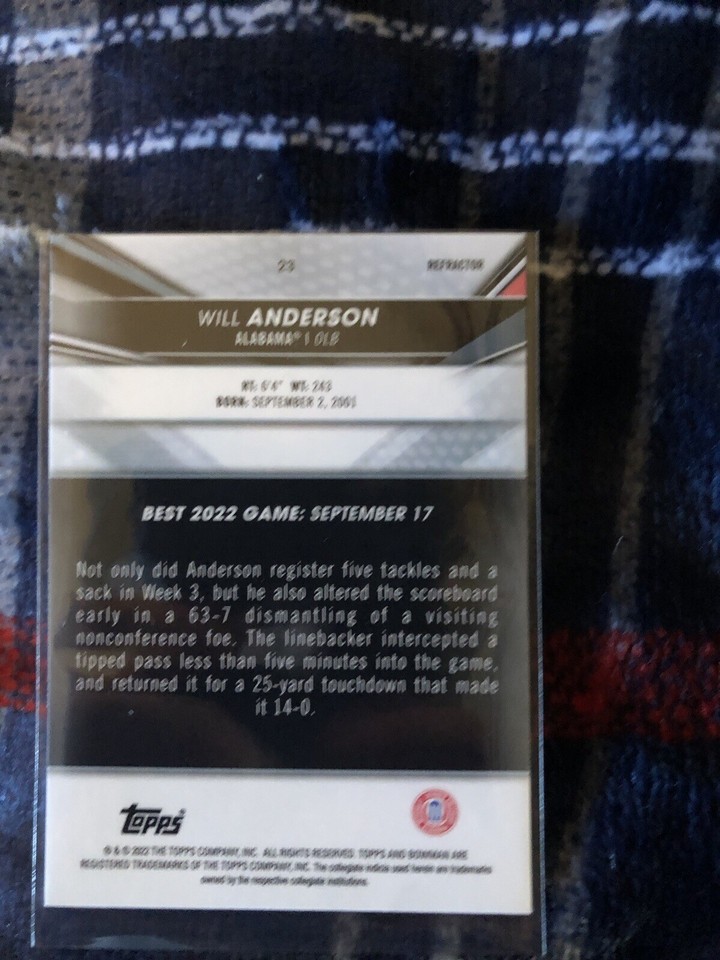 23 REFRACTOR
WILL ANDERSON
ALABAMA® | OLB
HT: 6'4" WT: 243
BORN: SEPTEMBER 2, 2001
BEST 2022 GAME: SEPTEMBER 17
Not only did Anderson register five tackles and a
sack in Week 3, but he also altered the scoreboard
early in a 63-7 dismantling of a visiting
nonconference foe. The linebacker intercepted a
tipped pass less than five minutes into the game,
and returned it for a 25-yard touchdown that made
it 14-0.
Topps®
® & © 2022 THE TOPPS COMPANY, INC. ALL RIGHTS RESERVED. TOPPS AND BOWMAN ARE
REGISTERED TRADEMARKS OF THE TOPPS COMPANY, INC. The collegiate indicia used herein are trademarks
owned by the respective collegiate institutions.